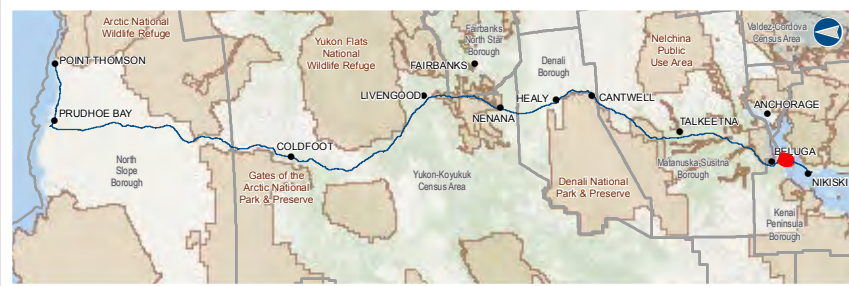 Arctic National
Wildlife Refuge
POINT THOMSON
PRUDHOE BAY
North
Slope
Borough
COLDFOOT
Gates of the
Arctic National
Park & Preserve
Yukon Flats
National
Wildlife Refuge
LIVENGOOD
Yukon-Koyukuk
Census Area
Fairbanks
North Star
Borough
FAIRBANKS
NENANA
Denali
Borough
HEALY
CANTWELL
Denali National
Park & Preserve
Nelchina
Public
Use Area
TALKEETNA
Matanuska-Susitna
Borough
Valdez-Cordova
Census Area
ANCHORAGE
BELUGA
NIKISKI
Kenai
Peninsula
Borough